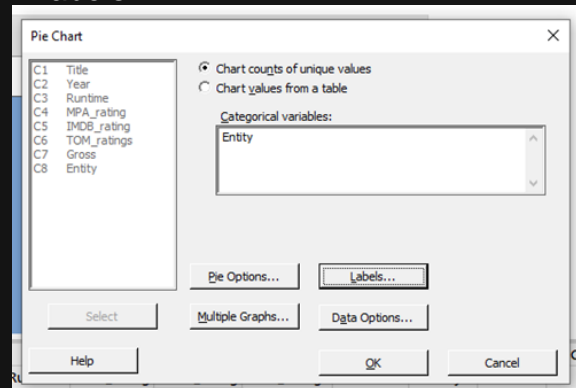 Pie Chart
C1 Title
C2 Year
C3 Runtime
C4 MPA_rating
C5 IMDB_rating
C6 TOM_ratings
C7 Gross
C8 Entity
Chart counts of unique values
Chart values from a table
Categorical variables:
Entity
Pie Options...
Labels...
Select
Multiple Graphs...
Data Options...
Help
OK
Cancel